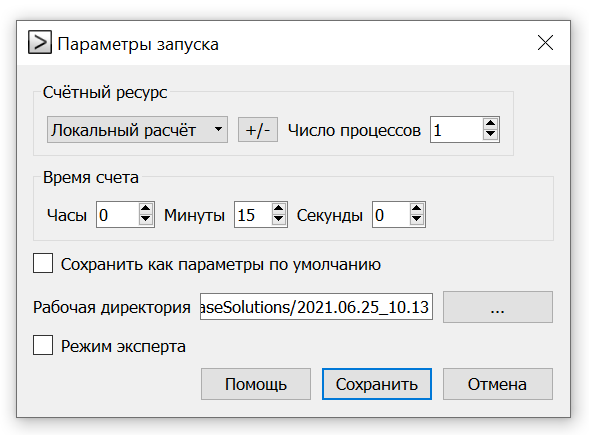 Параметры запуска
Счётный ресурс
Локальный расчёт +/- Число процессов 1
Время счета
Часы 0 Минуты 15 Секунды 0
Сохранить как параметры по умолчанию
Рабочая директория aseSolutions/2021.06.25_10.13 ...
Режим эксперта
Помощь Сохранить Отмена